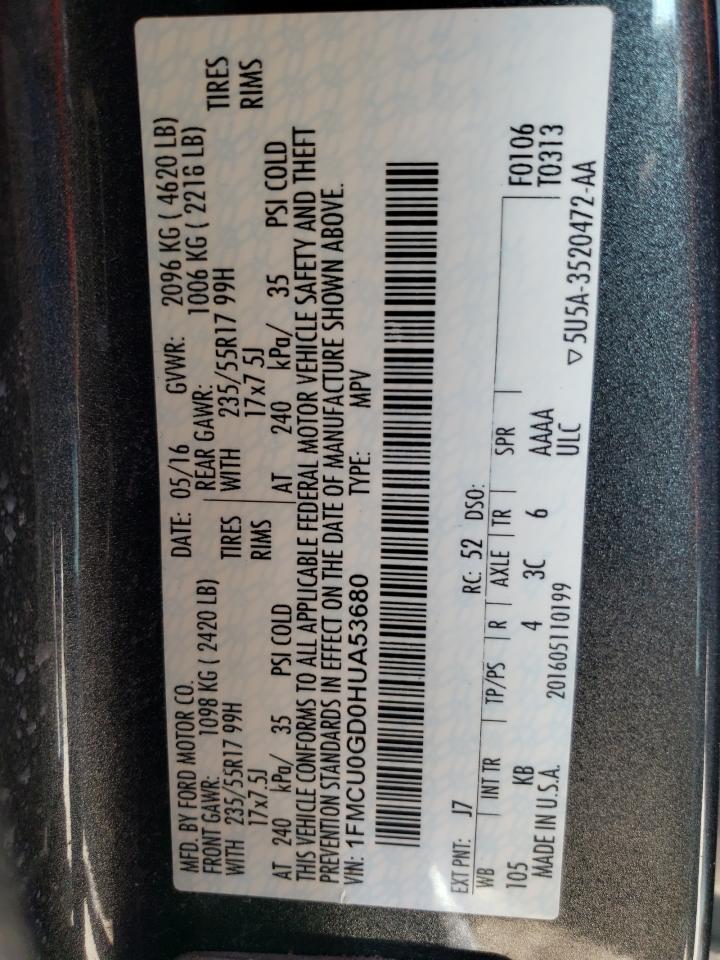 MFD. BY FORD MOTOR CO. DATE: 05/16 GVWR: 2096 KG ( 4620 LB)
FRONT GAWR: 1098 KG ( 2420 LB) REAR GAWR: 1006 KG ( 2216 LB)
WITH 235/55R17 99H TIRES WITH 235/55R17 99H TIRES
17x7.5J RIMS 17x7.5J RIMS
AT 240 kPa/ 35 PSI COLD AT 240 kPa/ 35 PSI COLD
THIS VEHICLE CONFORMS TO ALL APPLICABLE FEDERAL MOTOR VEHICLE SAFETY AND THEFT
PREVENTION STANDARDS IN EFFECT ON THE DATE OF MANUFACTURE SHOWN ABOVE.
VIN: 1FMCU0GD0HUA53680 TYPE: MPV
EXT PNT: J7 RC: 52 DSO:
WB INT TR TP/PS R AXLE TR SPR F0106
105 KB 4 3C 6 AAAA T0313
MADE IN U.S.A. 201605110199 ULC
▽5U5A-3520472-AA